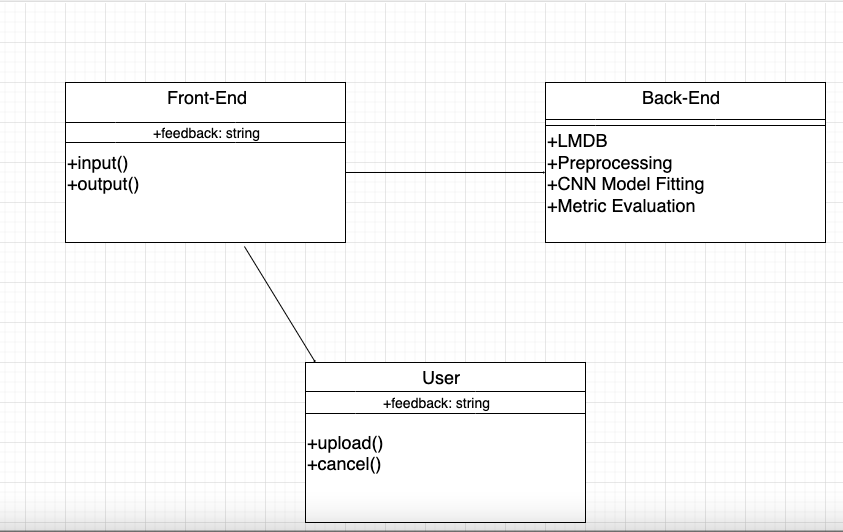 Front-End
+feedback: string
+input()
+output()
Back-End
+LMDB
+Preprocessing
+CNN Model Fitting
+Metric Evaluation
User
+feedback: string
+upload()
+cancel()